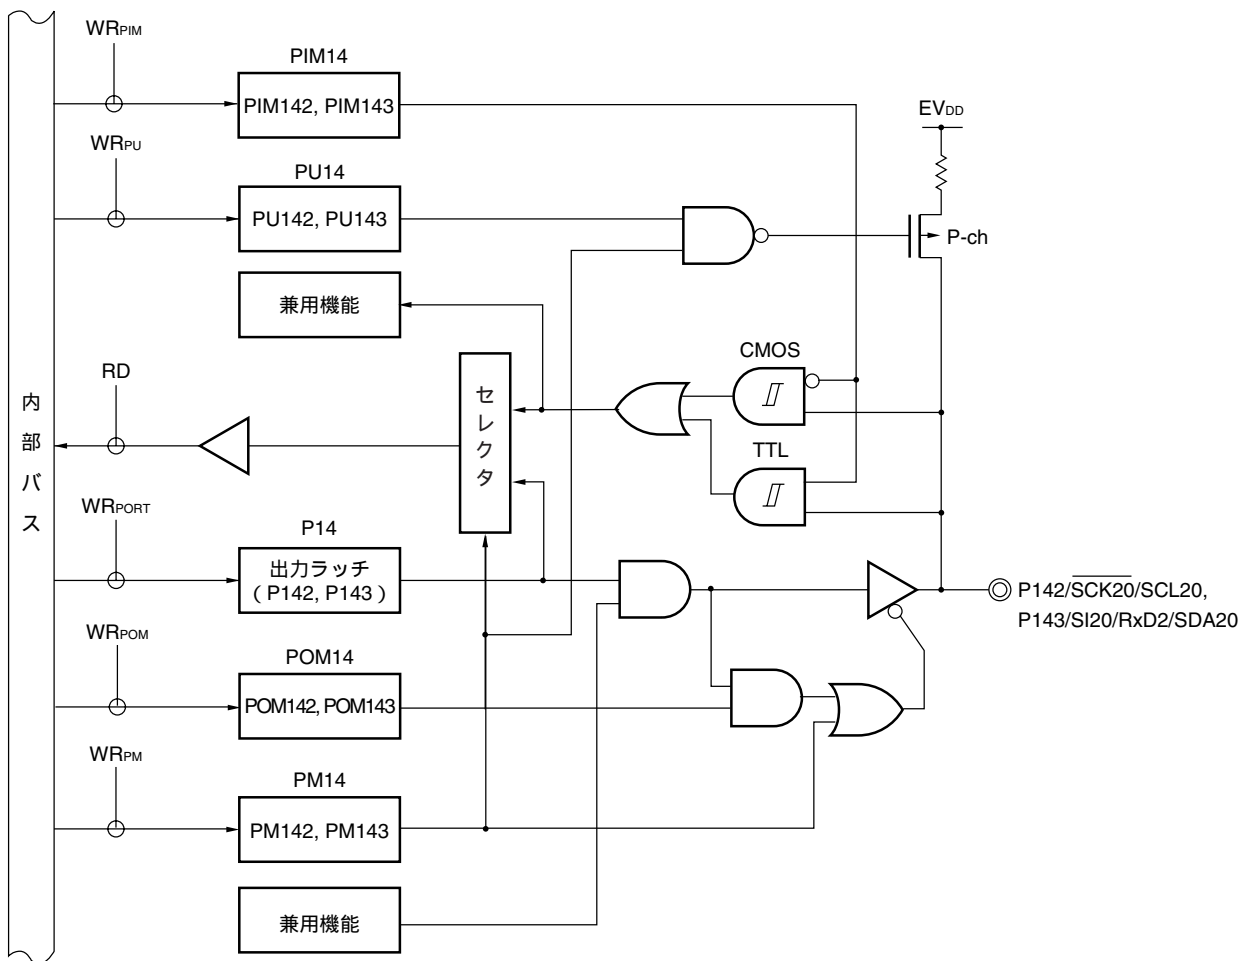 WRPIM
PIM14
PIM142, PIM143
EVDD
WRPU
PU14
PU142, PU143
P-ch
兼用機能
CMOS
RD
セレクタ
TTL
内部バス
WRPORT
P14
出力ラッチ
（P142, P143）
P142/SCK20/SCL20,
P143/SI20/RxD2/SDA20
WRPOM
POM14
POM142, POM143
WRPM
PM14
PM142, PM143
兼用機能